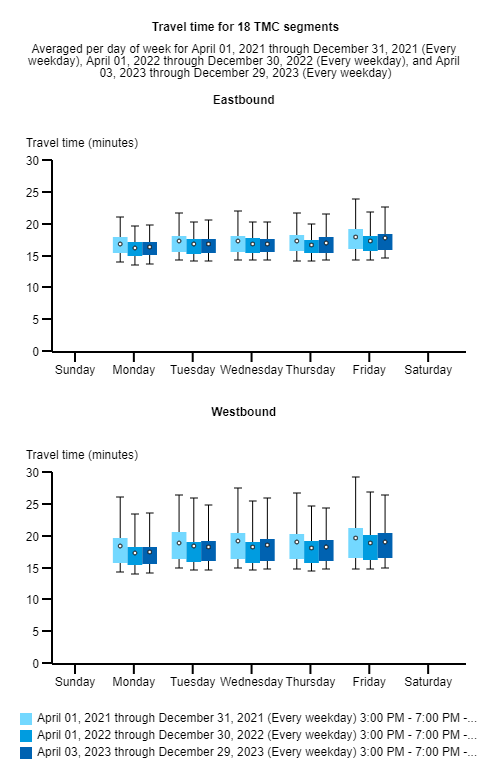 Travel time for 18 TMC segments
Averaged per day of week for April 01, 2021 through December 31, 2021 (Every
weekday), April 01, 2022 through December 30, 2022 (Every weekday), and April
03, 2023 through December 29, 2023 (Every weekday)
Eastbound
Travel time (minutes)
30
25
20
15
10
5
0
Sunday Monday Tuesday Wednesday Thursday Friday Saturday
Westbound
Travel time (minutes)
30
25
20
15
10
5
0
Sunday Monday Tuesday Wednesday Thursday Friday Saturday
April 01, 2021 through December 31, 2021 (Every weekday) 3:00 PM - 7:00 PM -...
April 01, 2022 through December 30, 2022 (Every weekday) 3:00 PM - 7:00 PM -...
April 03, 2023 through December 29, 2023 (Every weekday) 3:00 PM - 7:00 PM -...